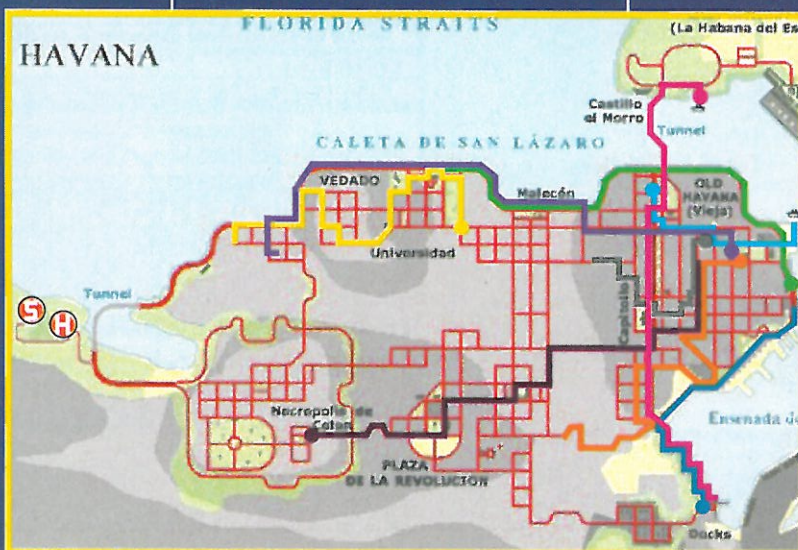 FLORIDA STRAITS
(La Habana del Es
HAVANA
Castillo
el Morro
Tunnel
CALETA DE SAN LÁZARO
VEDADO
OLD
HAVANA
(Vieja)
Malecón
Universidad
Tunnel
S
H
Capitolio
Necropolis de
Colon
Ensenada de
PLAZA
DE LA REVOLUCION
Docks